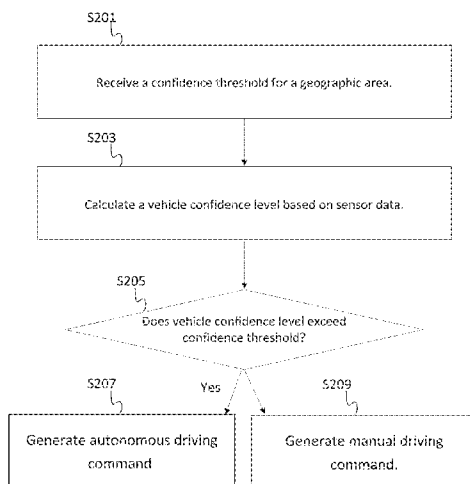 S201
Receive a confidence threshold for a geographic area.
S203
Calculate a vehicle confidence level based on sensor data.
S205
Does vehicle confidence level exceed
confidence threshold?
Yes
S207
S209
Generate autonomous driving
command
Generate manual driving
command.